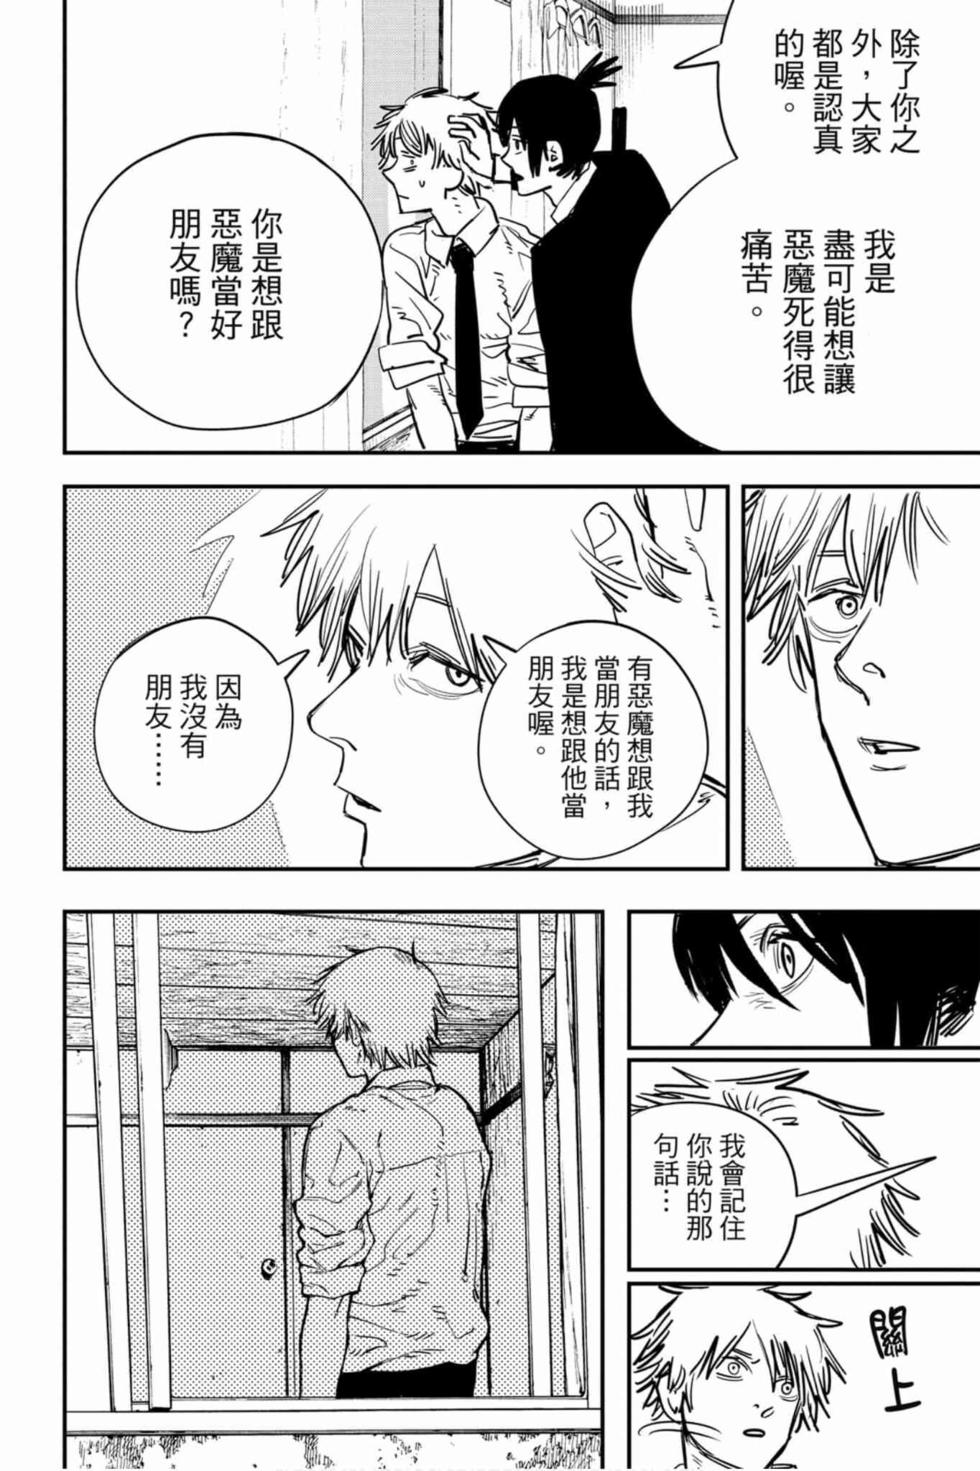 除了你之
外，大家
都是認真
的喔。
我是
盡可能想讓
惡魔死得很
痛苦。
你是想跟
惡魔當好
朋友嗎？
有惡魔想跟我
當朋友的話，
我是想跟他當
朋友喔。
因為
我沒有
朋友……
我會記住
你說的那
句話…
關上